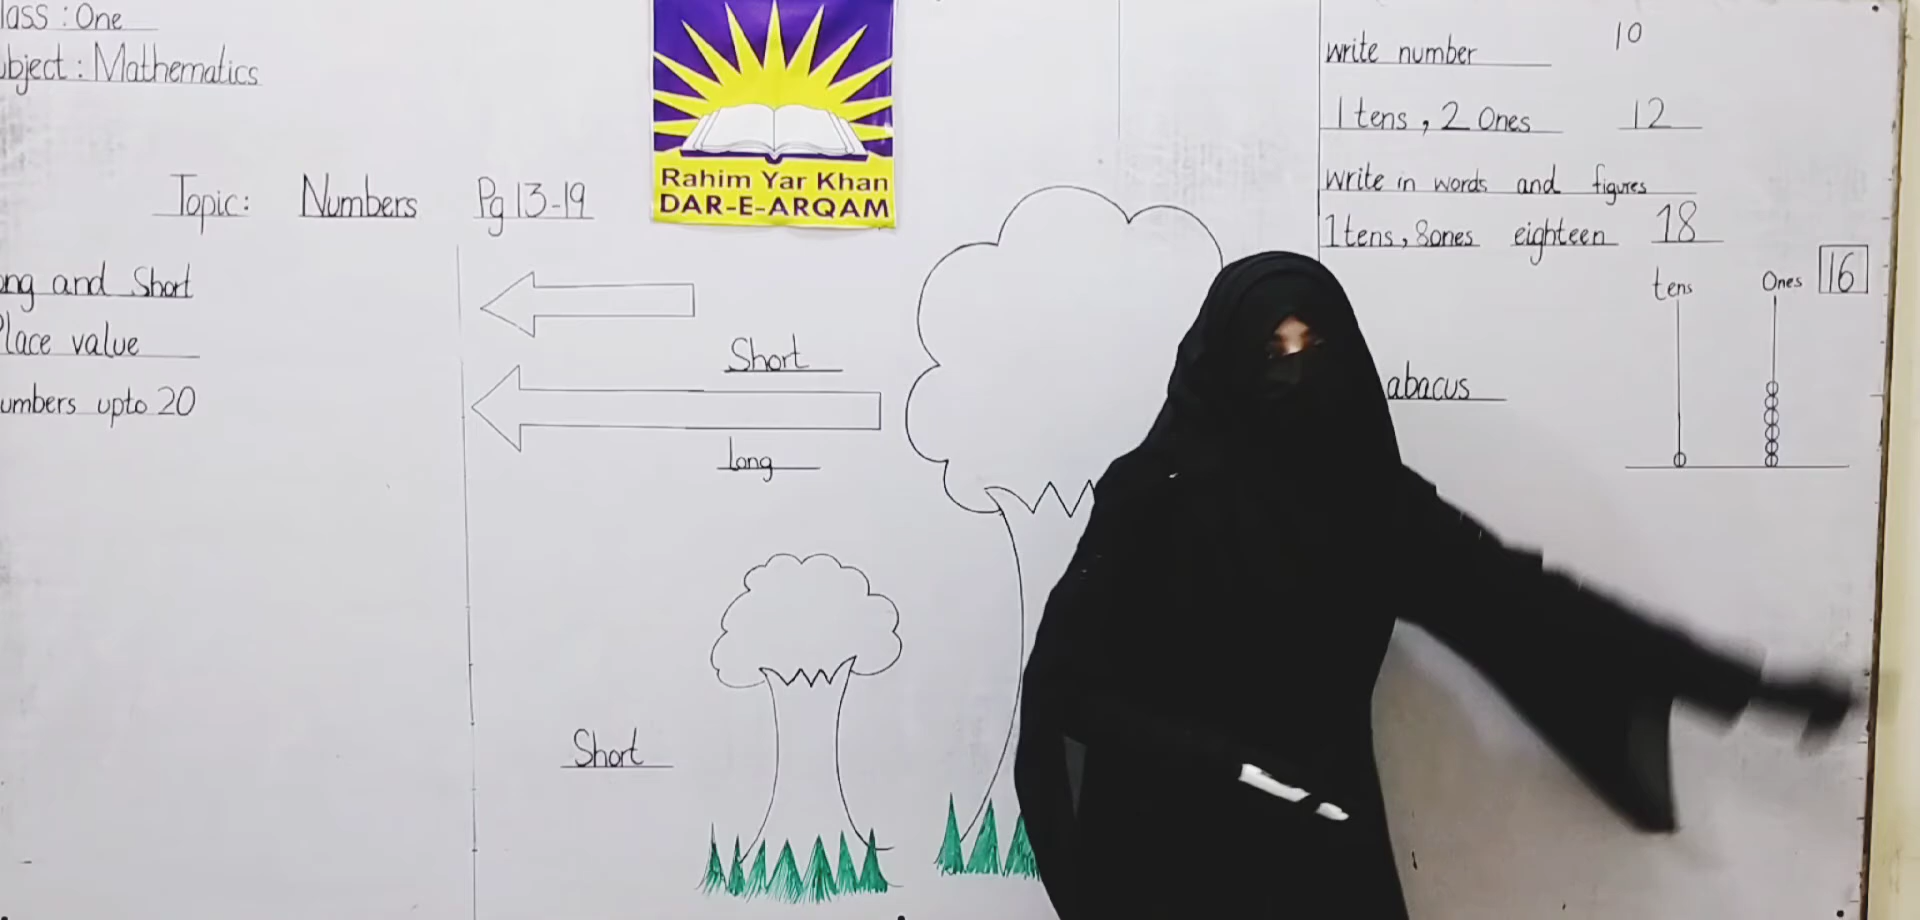 lass : One
bject : Mathematics
Topic: Numbers Pg 13-19
ng and Short
lace value
umbers upto 20
Rahim Yar Khan
DAR-E-ARQAM
Short
long
Short
write number 10
1 tens , 2 Ones 12
write in words and figures
1 tens, 8 ones eighteen 18
tens Ones 16
abacus